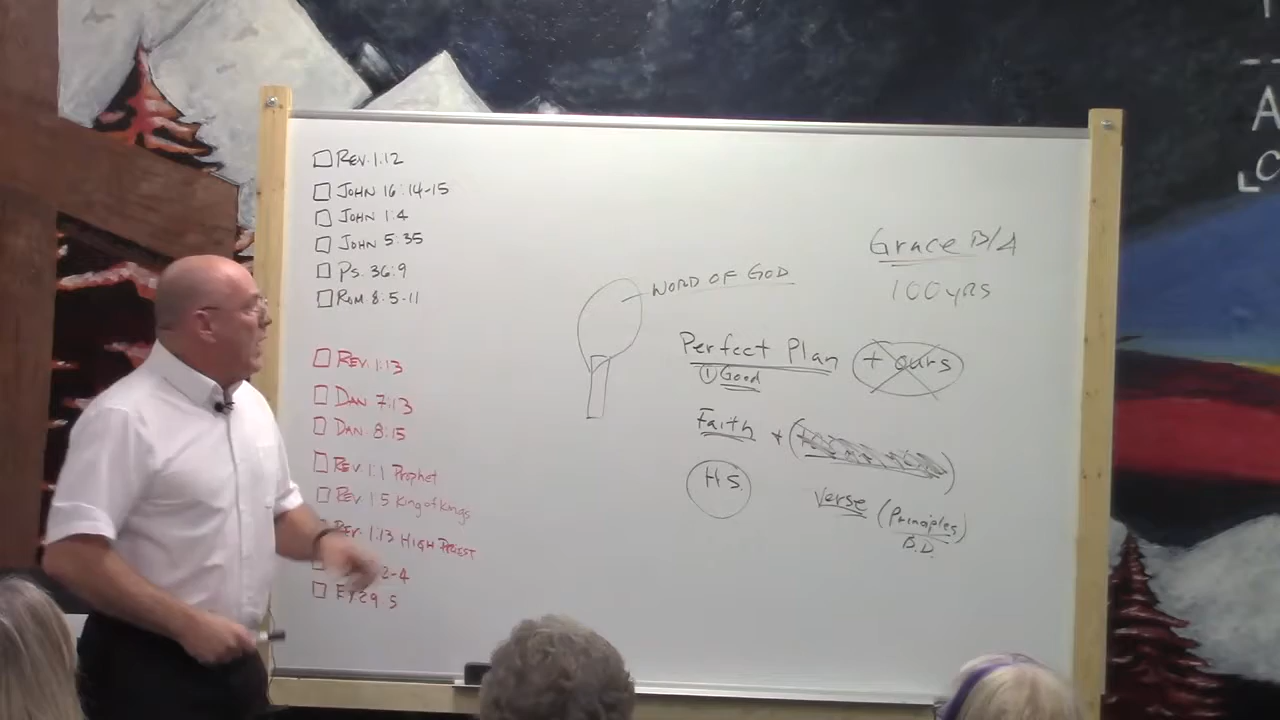 Rev. 1:12
John 16:14-15
John 1:4
John 5:35
Ps. 36:9
Rom 8:5-11
Rev. 1:13
Dan 7:13
Dan 8:15
Rev. 1:1 Prophet
Rev. 1:5 King of Kings
Rev. 1:13 High Priest
2-4
29:5
WORD OF GOD
Grace B/A
100 yrs
Perfect Plan + ours
① Good
Faith +
H S.
Verse (Principles)
B.D.
A